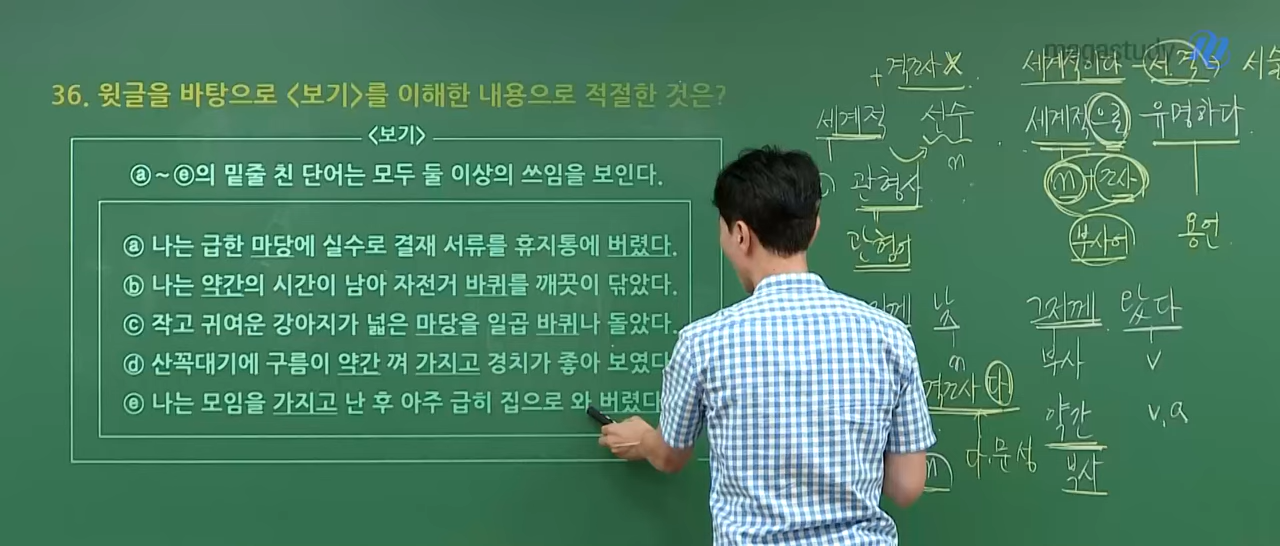 36. 윗글을 바탕으로 <보기>를 이해한 내용으로 적절한 것은?
<보기>
ⓐ~ⓔ의 밑줄 친 단어는 모두 둘 이상의 쓰임을 보인다.
ⓐ 나는 급한 마당에 실수로 결재 서류를 휴지통에 버렸다.
ⓑ 나는 약간의 시간이 남아 자전거 바퀴를 깨끗이 닦았다.
ⓒ 작고 귀여운 강아지가 넓은 마당을 일곱 바퀴나 돌았다.
ⓓ 산꼭대기에 구름이 약간 껴 가지고 경치가 좋아 보였다
ⓔ 나는 모임을 가지고 난 후 아주 급히 집으로 와 버렸다
megastudy
+격조사 X
세계적 선수
m
관형사
관형어
세계적이다
세계적으로 유명하다
m + 조사
부사어
용언
그저께 왔다
부사 v
m
격조사 다
약간 v, a
부사
m
다.문성